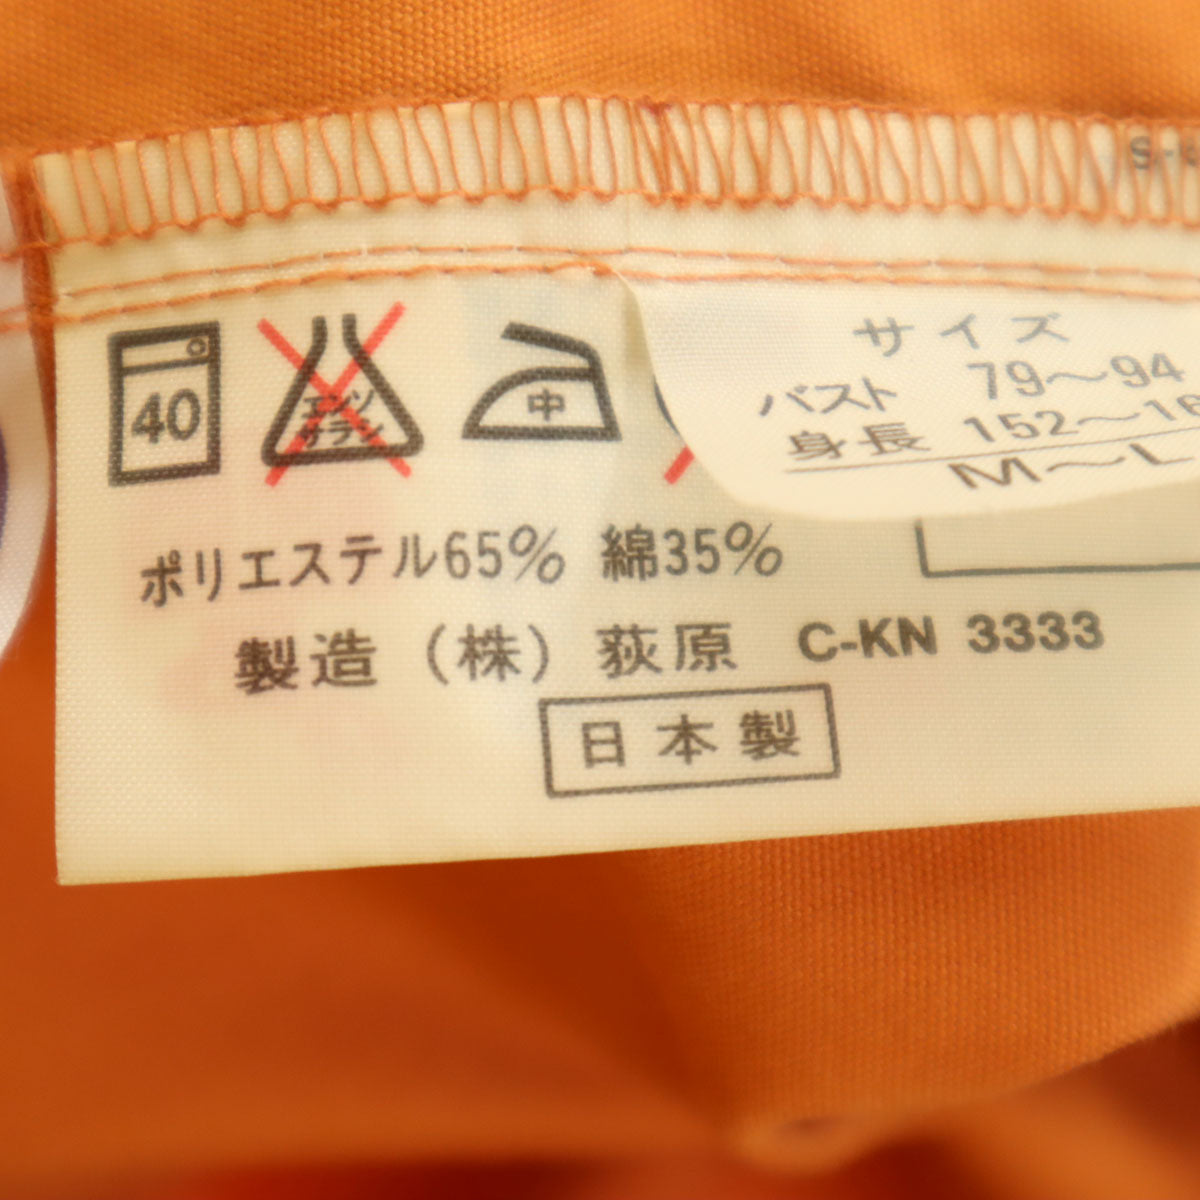 サイズ
バスト 79～94
身長 152～16
M～L
40
エンソ
サラシ
中
ポリエステル65% 綿35%
製造（株）荻原 C-KN 3333
日本製